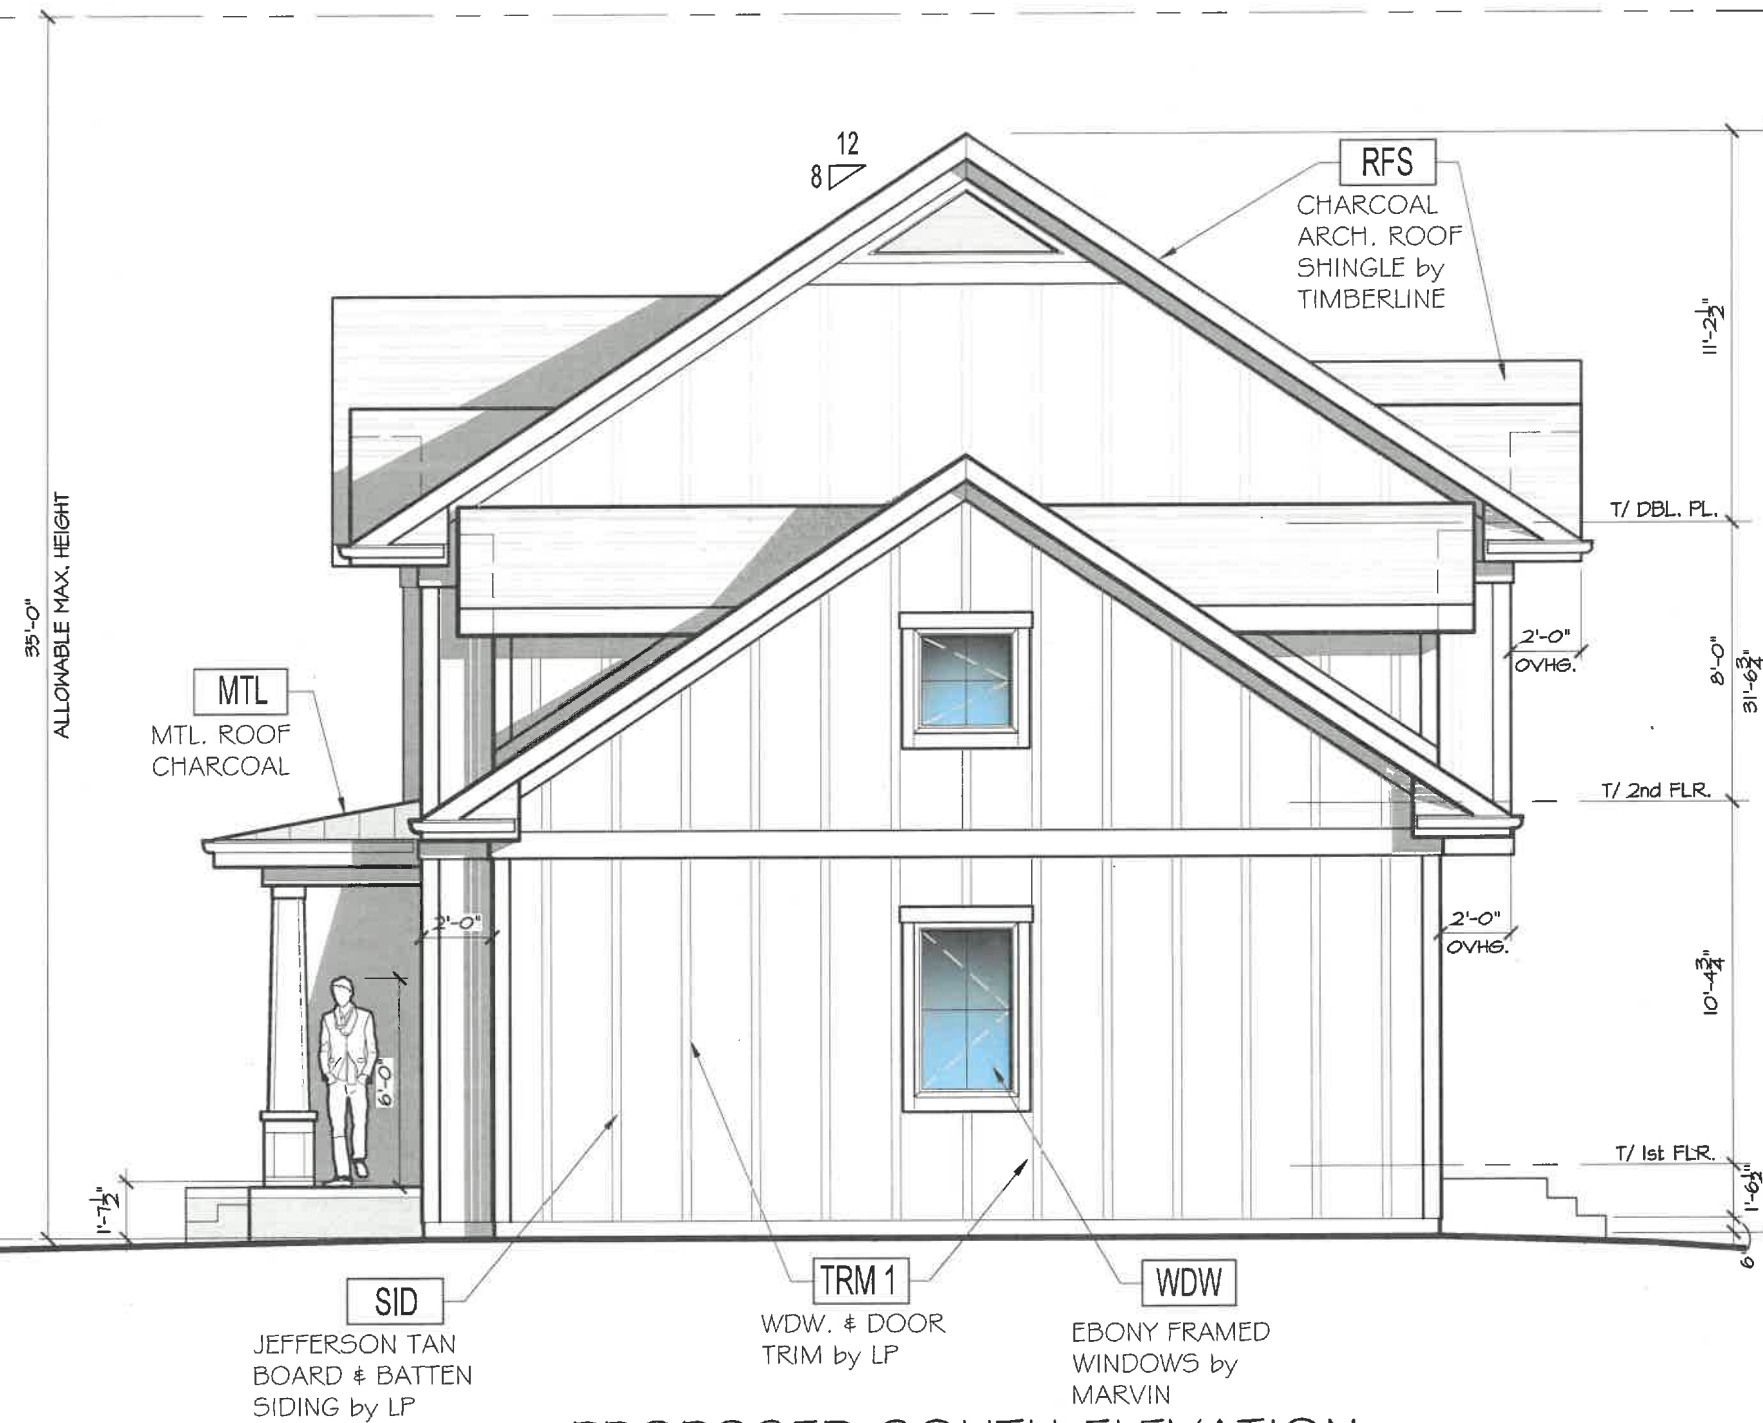 12
8
RFS
CHARCOAL
ARCH. ROOF
SHINGLE by
TIMBERLINE
11'-2½"
T/ DBL. PL.
35'-0"
ALLOWABLE MAX. HEIGHT
2'-0"
OVHG.
8'-0"
31'-6¾"
MTL
MTL. ROOF
CHARCOAL
T/ 2nd FLR.
2'-0"
2'-0"
OVHG.
10'-4¾"
6'-0"
T/ 1st FLR.
1'-7½"
1'-6½"
SID
JEFFERSON TAN
BOARD & BATTEN
SIDING by LP
TRM 1
WDW. & DOOR
TRIM by LP
WDW
EBONY FRAMED
WINDOWS by
MARVIN
PROPOSED SOUTH ELEVATION